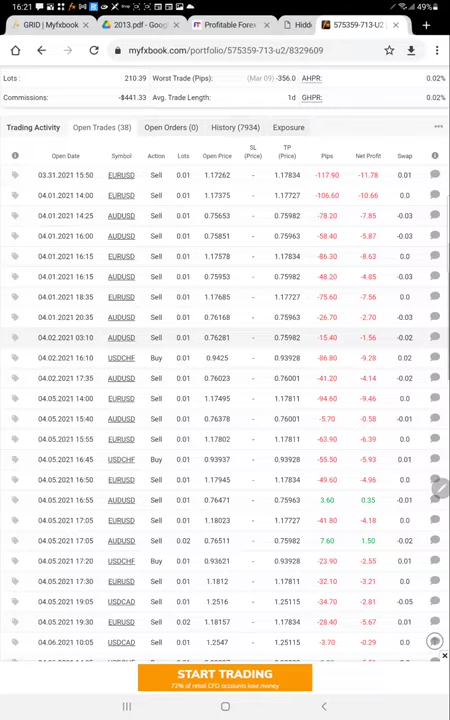 16:21
49%
GRID | Myfxbook
2013.pdf - Google
Profitable Forex
Hidd
575359-713-U2 |
myfxbook.com/portfolio/575359-713-u2/8329609
Lots : 210.39 Worst Trade (Pips): (Mar 09) -356.0 AHPR: 0.02%
Commissions: -$441.33 Avg. Trade Length: 1d GHPR: 0.02%
Trading Activity Open Trades (38) Open Orders (0) History (7934) Exposure
Open Date Symbol Action Lots Open Price SL (Price) TP (Price) Pips Net Profit Swap
03.31.2021 15:50 EURUSD Sell 0.01 1.17262 - 1.17834 -117.90 -11.78 0.01
04.01.2021 14:00 EURUSD Sell 0.01 1.17375 - 1.17727 -106.60 -10.66 0.0
04.01.2021 14:25 AUDUSD Sell 0.01 0.75653 - 0.75982 -78.20 -7.85 -0.03
04.01.2021 16:00 AUDUSD Sell 0.01 0.75851 - 0.75963 -58.40 -5.87 -0.03
04.01.2021 16:15 EURUSD Sell 0.01 1.17578 - 1.17834 -86.30 -8.63 0.0
04.01.2021 16:15 AUDUSD Sell 0.01 0.75953 - 0.75982 -48.20 -4.85 -0.03
04.01.2021 18:35 EURUSD Sell 0.01 1.17685 - 1.17727 -75.60 -7.56 0.0
04.01.2021 20:35 AUDUSD Sell 0.01 0.76168 - 0.75963 -26.70 -2.70 -0.03
04.02.2021 03:10 AUDUSD Sell 0.01 0.76281 - 0.75982 -15.40 -1.56 -0.02
04.02.2021 16:10 USDCHF Buy 0.01 0.9425 - 0.93928 -86.80 -9.28 0.02
04.02.2021 17:35 AUDUSD Sell 0.01 0.76023 - 0.76001 -41.20 -4.14 -0.02
04.05.2021 14:00 EURUSD Sell 0.01 1.17495 - 1.17811 -94.60 -9.46 0.0
04.05.2021 15:40 AUDUSD Sell 0.01 0.76378 - 0.76001 -5.70 -0.58 -0.01
04.05.2021 15:55 EURUSD Sell 0.01 1.17802 - 1.17811 -63.90 -6.39 0.0
04.05.2021 16:45 USDCHF Buy 0.01 0.93937 - 0.93928 -55.50 -5.93 0.01
04.05.2021 16:50 EURUSD Sell 0.01 1.17945 - 1.17834 -49.60 -4.96 0.0
04.05.2021 16:55 AUDUSD Sell 0.01 0.76471 - 0.75963 3.60 0.35 -0.01
04.05.2021 17:05 EURUSD Sell 0.01 1.18023 - 1.17727 -41.80 -4.18 0.0
04.05.2021 17:05 AUDUSD Sell 0.02 0.76511 - 0.75982 7.60 1.50 -0.02
04.05.2021 17:20 USDCHF Buy 0.01 0.93621 - 0.93928 -23.90 -2.55 0.01
04.05.2021 17:30 EURUSD Sell 0.01 1.1812 - 1.17811 -32.10 -3.21 0.0
04.05.2021 19:05 USDCAD Sell 0.01 1.2516 - 1.25115 -34.70 -2.81 -0.05
04.05.2021 19:30 EURUSD Sell 0.02 1.18157 - 1.17834 -28.40 -5.67 0.01
04.06.2021 10:05 USDCAD Sell 0.01 1.2547 - 1.25115 -3.70 -0.29 0.0
START TRADING
72% of retail CFD accounts lose money